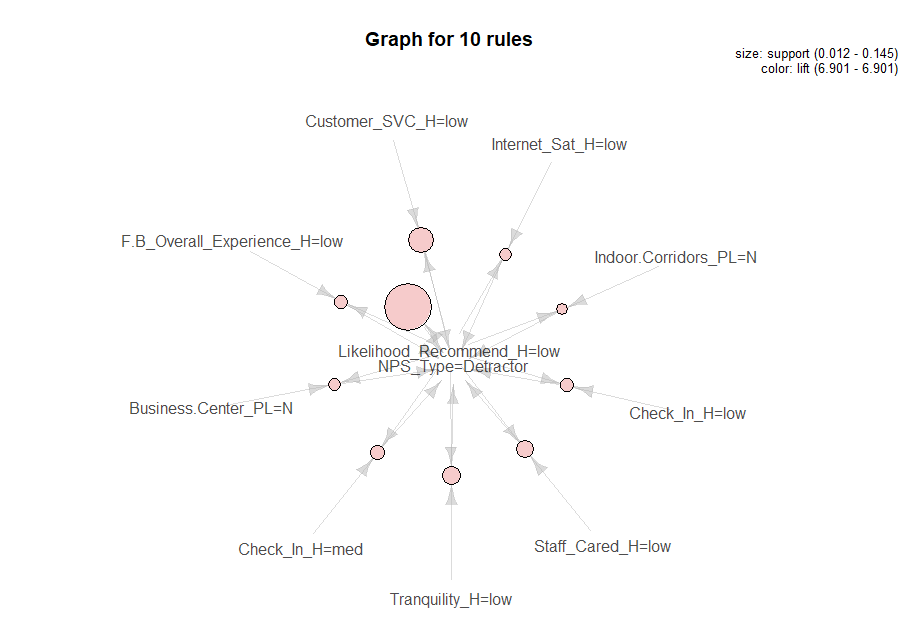 Graph for 10 rules
size: support (0.012 - 0.145)
color: lift (6.901 - 6.901)
Customer_SVC_H=low
Internet_Sat_H=low
F.B_Overall_Experience_H=low
Indoor.Corridors_PL=N
Likelihood_Recommend_H=low
NPS_Type=Detractor
Business.Center_PL=N
Check_In_H=low
Check_In_H=med
Staff_Cared_H=low
Tranquility_H=low